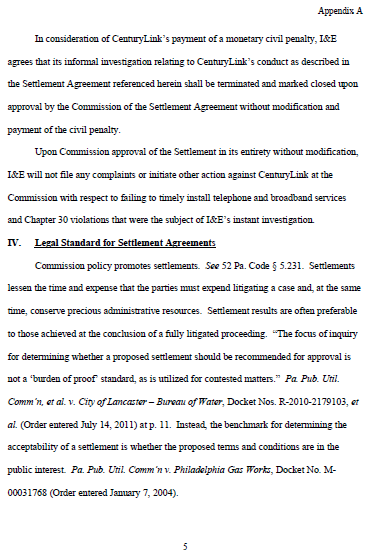 Appendix A
In consideration of CenturyLink's payment of a monetary civil penalty, I&E
agrees that its informal investigation relating to CenturyLink's conduct as described in
the Settlement Agreement referenced herein shall be terminated and marked closed upon
approval by the Commission of the Settlement Agreement without modification and
payment of the civil penalty.
Upon Commission approval of the Settlement in its entirety without modification,
I&E will not file any complaints or initiate other action against CenturyLink at the
Commission with respect to failing to timely install telephone and broadband services
and Chapter 30 violations that were the subject of I&E's instant investigation.
IV. Legal Standard for Settlement Agreements
Commission policy promotes settlements. See 52 Pa. Code § 5.231. Settlements
lessen the time and expense that the parties must expend litigating a case and, at the same
time, conserve precious administrative resources. Settlement results are often preferable
to those achieved at the conclusion of a fully litigated proceeding. "The focus of inquiry
for determining whether a proposed settlement should be recommended for approval is
not a 'burden of proof' standard, as is utilized for contested matters." Pa. Pub. Util.
Comm'n, et al. v. City of Lancaster – Bureau of Water, Docket Nos. R-2010-2179103, et
al. (Order entered July 14, 2011) at p. 11. Instead, the benchmark for determining the
acceptability of a settlement is whether the proposed terms and conditions are in the
public interest. Pa. Pub. Util. Comm'n v. Philadelphia Gas Works, Docket No. M-
00031768 (Order entered January 7, 2004).
5